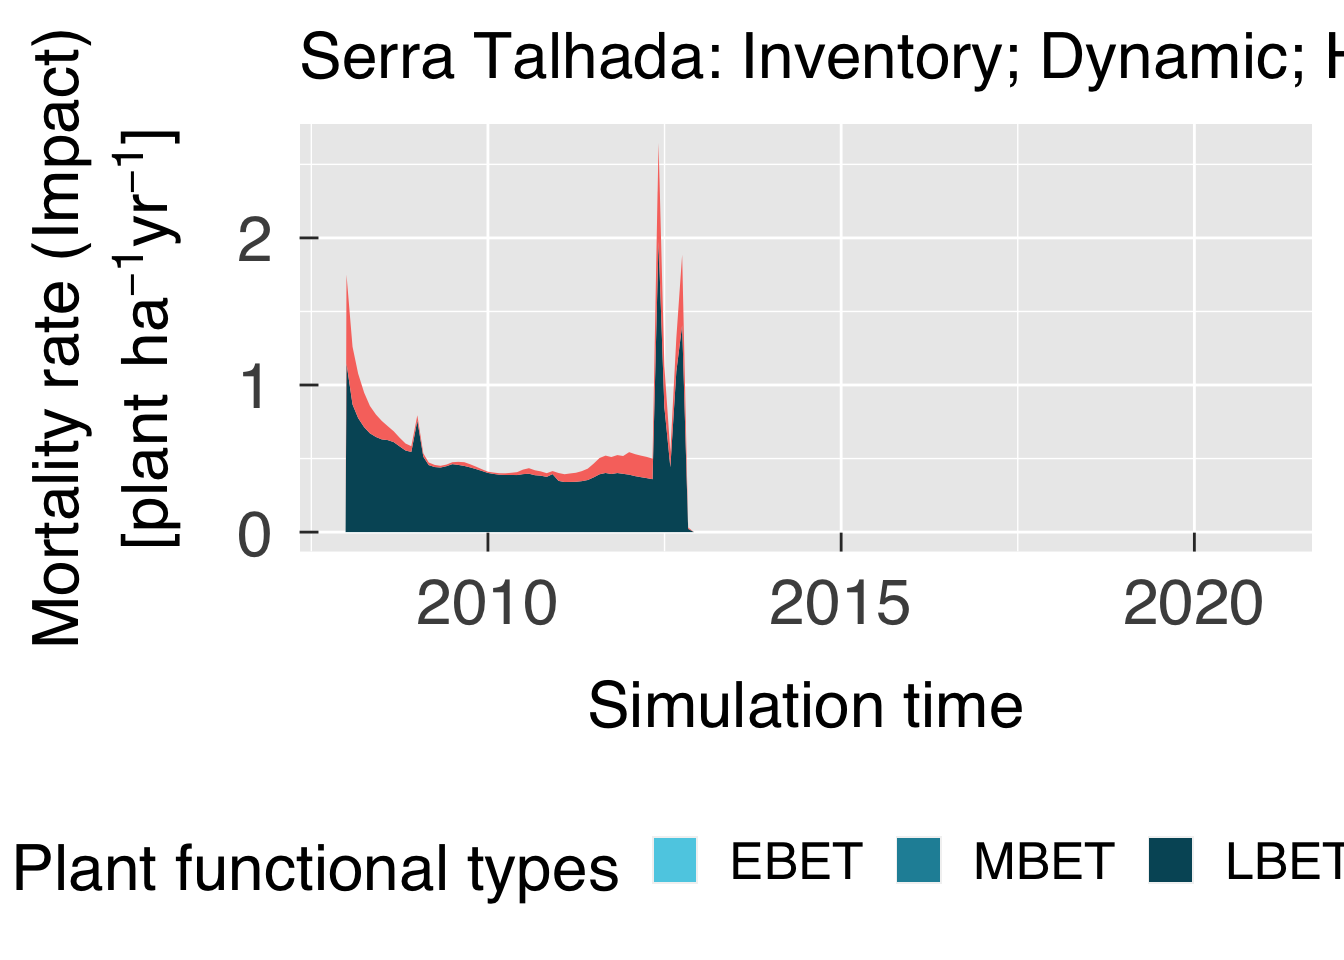 Serra Talhada: Inventory; Dynamic; H
Mortality rate (Impact)
[plant ha⁻¹yr⁻¹]
2
1
0
2010 2015 2020
Simulation time
Plant functional types EBET MBET LBET